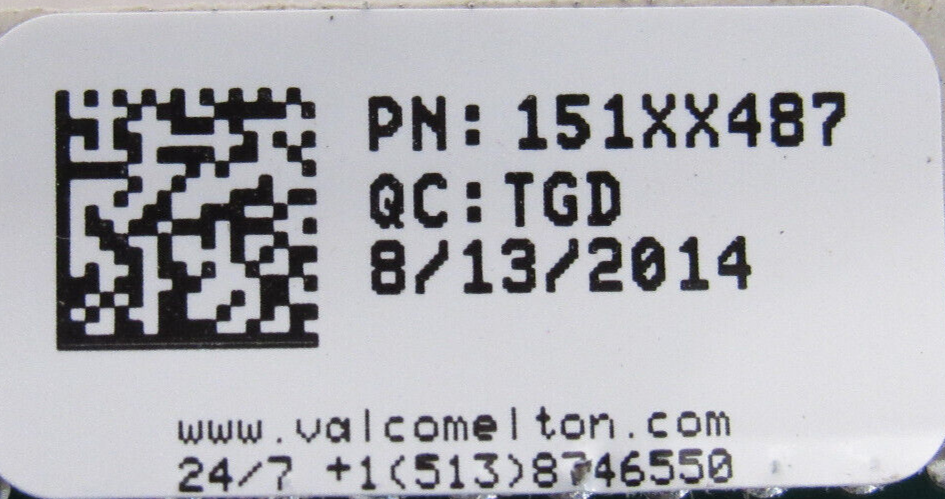 PN: 151XX487
QC:TGD
8/13/2014
www.valcomelton.com
24/7 +1(513)8746550